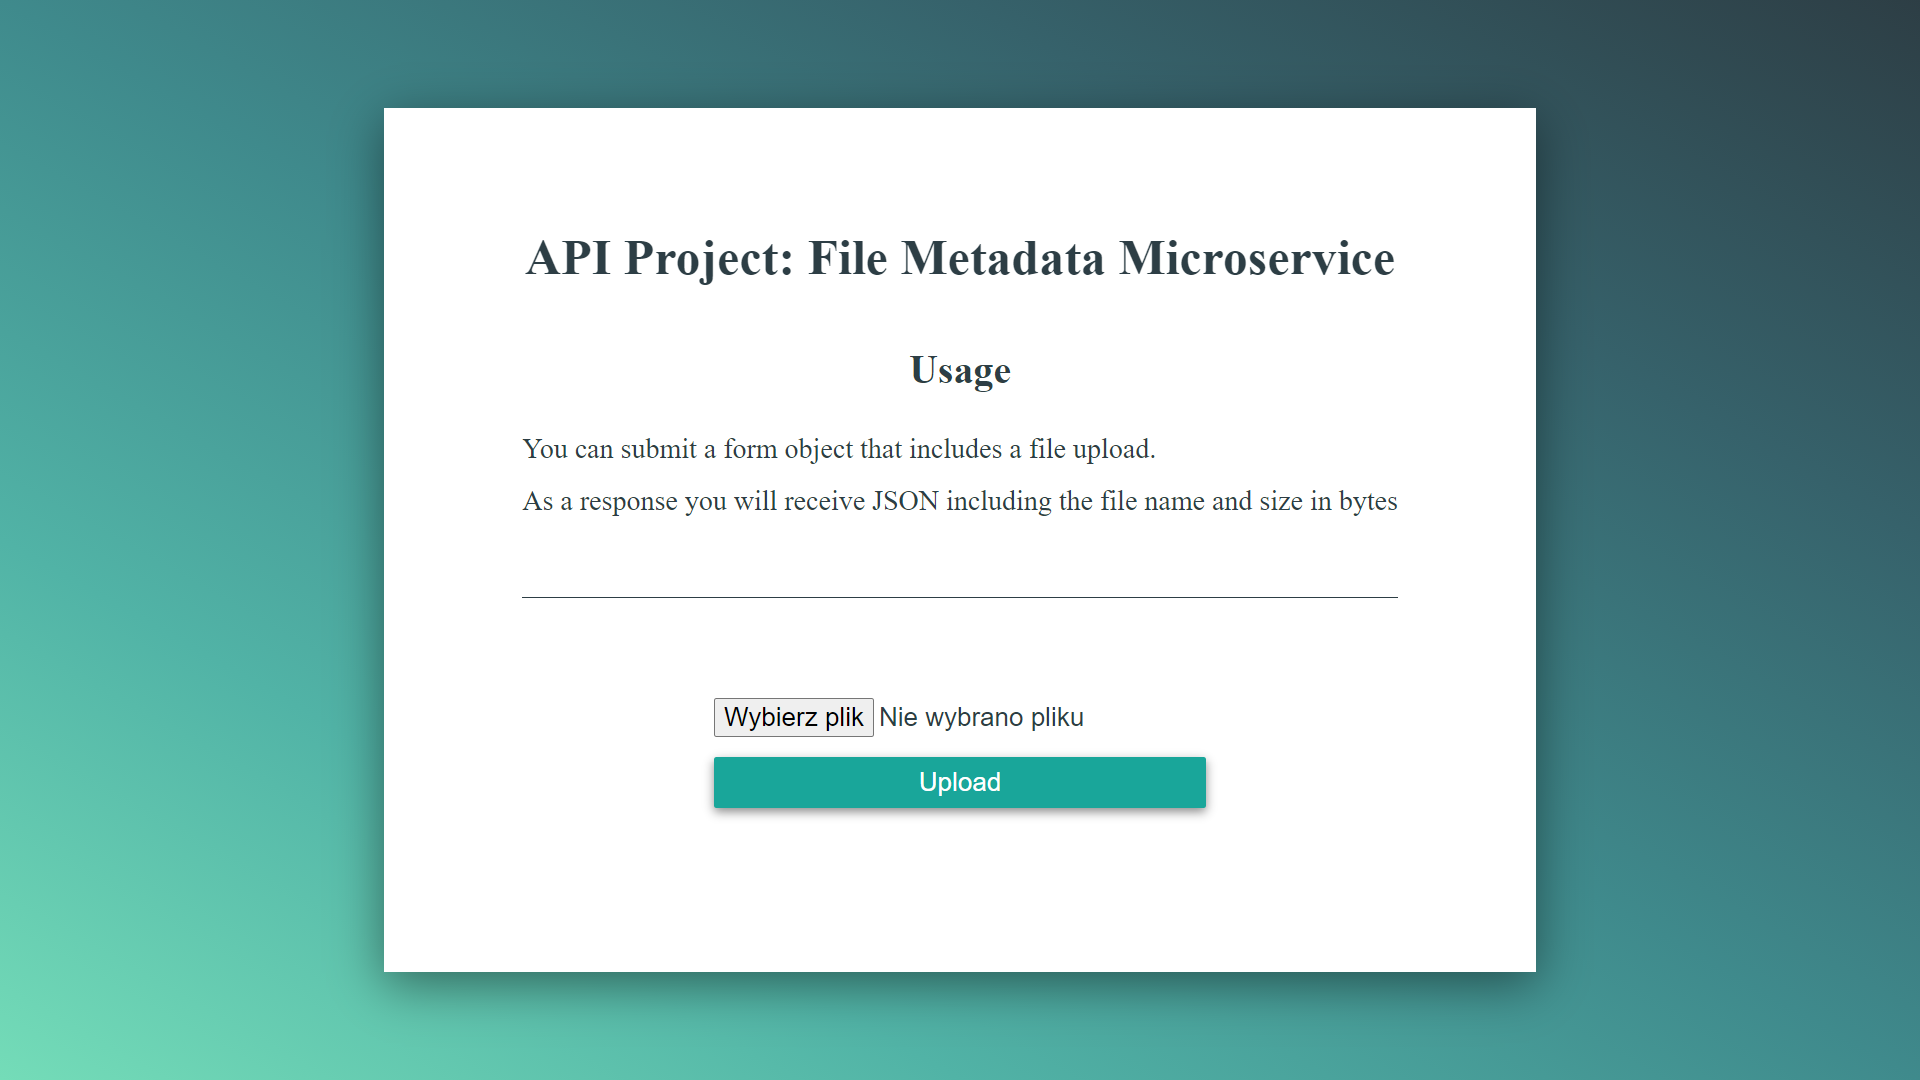 API Project: File Metadata Microservice
Usage
You can submit a form object that includes a file upload.
As a response you will receive JSON including the file name and size in bytes
Wybierz plik Nie wybrano pliku
Upload